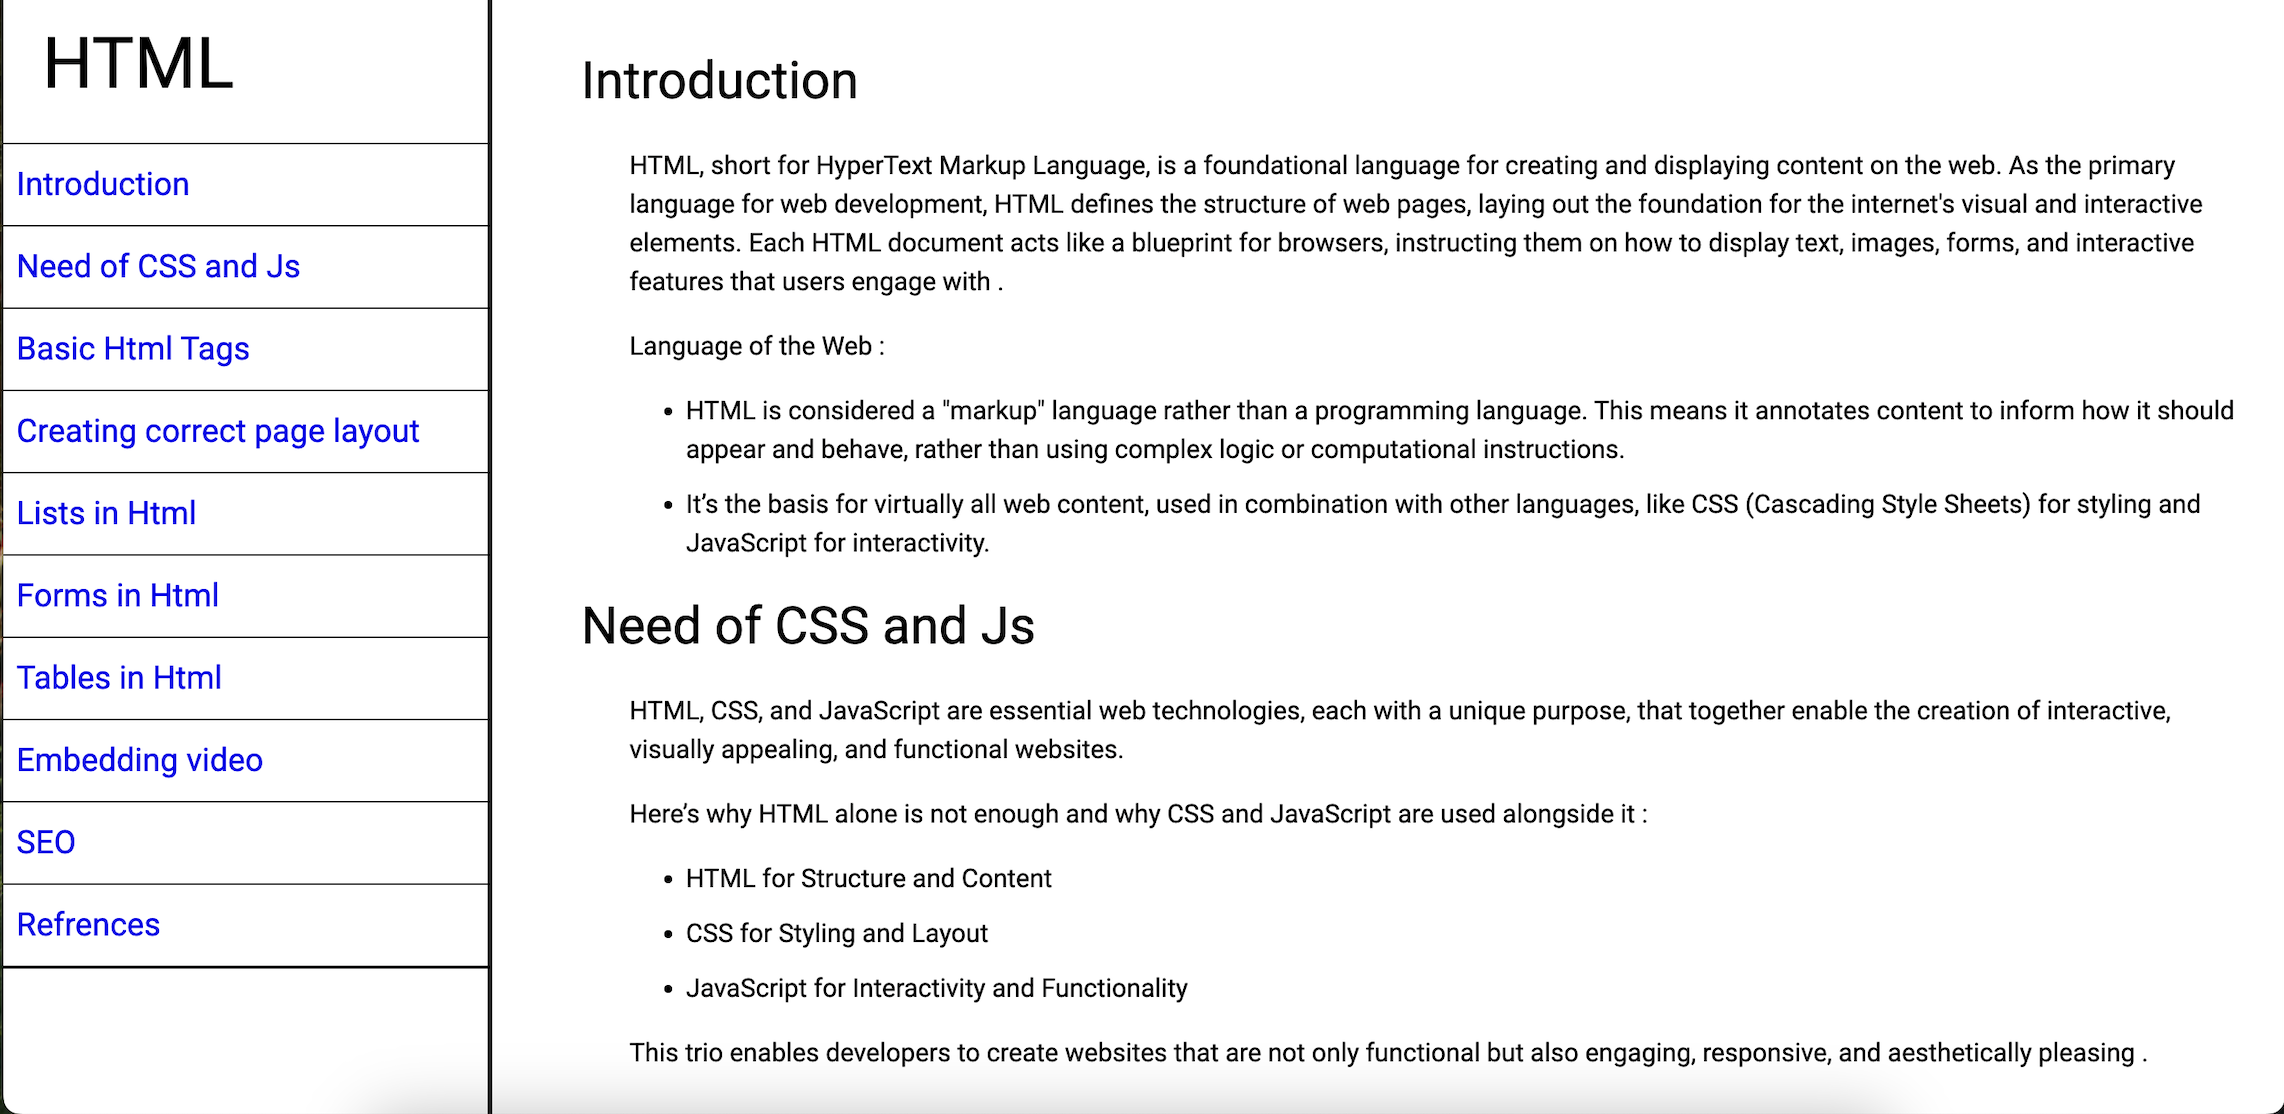 HTML
Introduction
Need of CSS and Js
Basic Html Tags
Creating correct page layout
Lists in Html
Forms in Html
Tables in Html
Embedding video
SEO
Refrences
Introduction
HTML, short for HyperText Markup Language, is a foundational language for creating and displaying content on the web. As the primary
language for web development, HTML defines the structure of web pages, laying out the foundation for the internet's visual and interactive
elements. Each HTML document acts like a blueprint for browsers, instructing them on how to display text, images, forms, and interactive
features that users engage with .
Language of the Web :
• HTML is considered a "markup" language rather than a programming language. This means it annotates content to inform how it should
appear and behave, rather than using complex logic or computational instructions.
• It’s the basis for virtually all web content, used in combination with other languages, like CSS (Cascading Style Sheets) for styling and
JavaScript for interactivity.
Need of CSS and Js
HTML, CSS, and JavaScript are essential web technologies, each with a unique purpose, that together enable the creation of interactive,
visually appealing, and functional websites.
Here’s why HTML alone is not enough and why CSS and JavaScript are used alongside it :
• HTML for Structure and Content
• CSS for Styling and Layout
• JavaScript for Interactivity and Functionality
This trio enables developers to create websites that are not only functional but also engaging, responsive, and aesthetically pleasing .